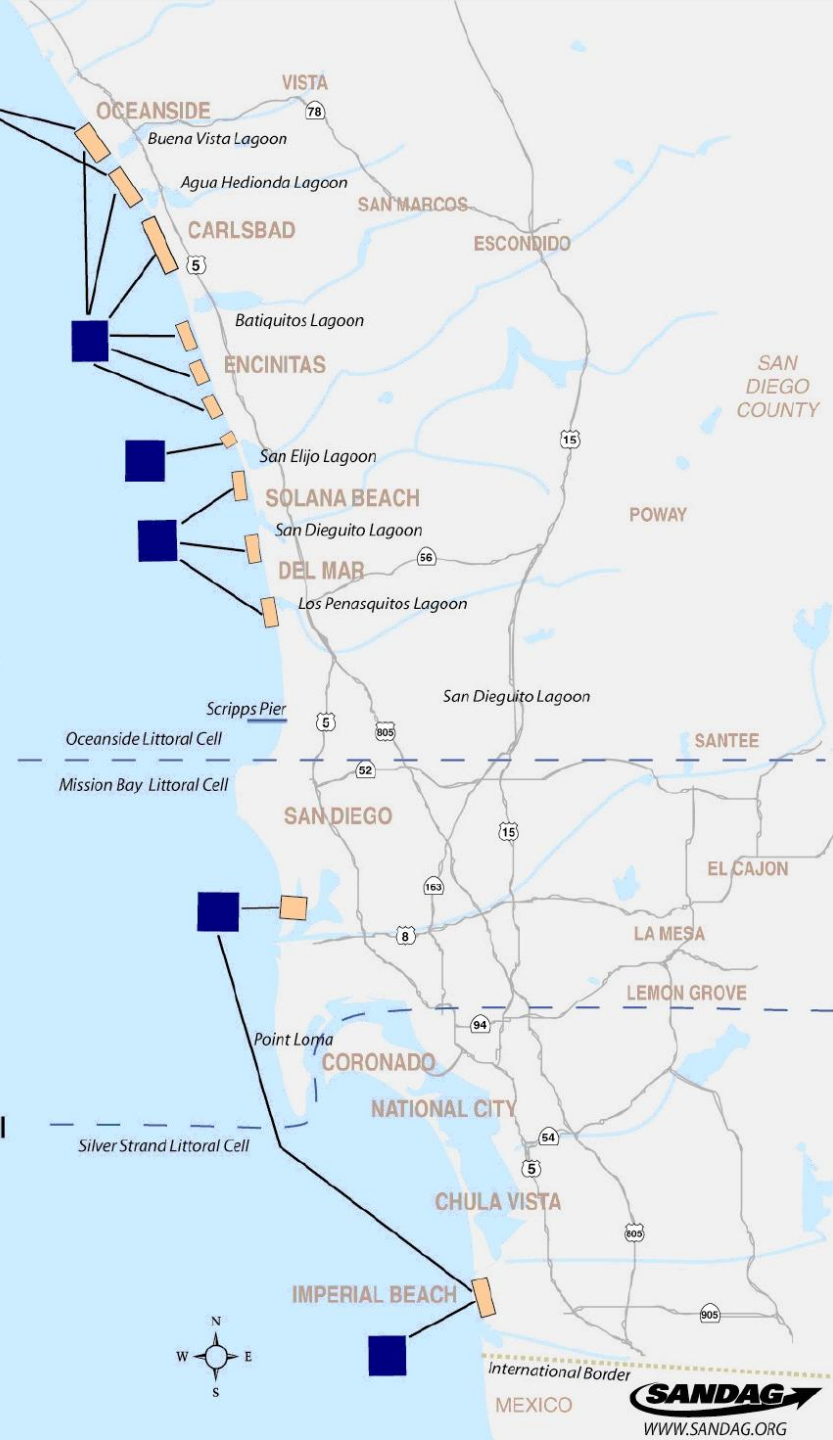 VISTA
OCEANSIDE
78
Buena Vista Lagoon
Agua Hedionda Lagoon
SAN MARCOS
CARLSBAD
ESCONDIDO
5
Batiquitos Lagoon
ENCINITAS
SAN
DIEGO
COUNTY
15
San Elijo Lagoon
SOLANA BEACH
POWAY
San Dieguito Lagoon
56
DEL MAR
Los Penasquitos Lagoon
San Dieguito Lagoon
Scripps Pier
5
805
Oceanside Littoral Cell
SANTEE
52
Mission Bay Littoral Cell
SAN DIEGO
15
EL CAJON
163
8
LA MESA
LEMON GROVE
94
Point Loma
CORONADO
NATIONAL CITY
54
Silver Strand Littoral Cell
5
CHULA VISTA
805
IMPERIAL BEACH
905
N
W E
S
International Border
SANDAG
MEXICO
WWW.SANDAG.ORG